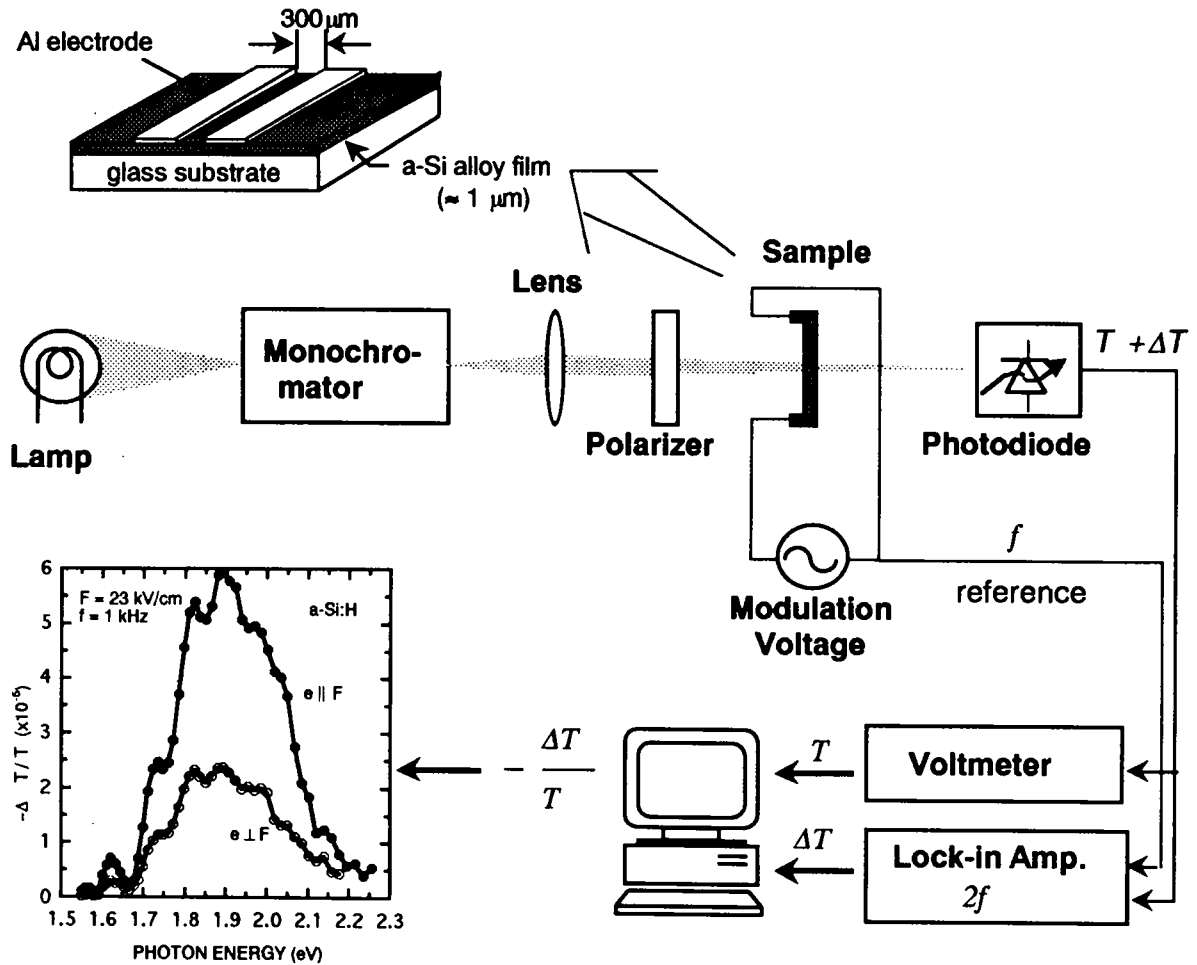 300 μm
Al electrode
glass substrate
a-Si alloy film
(≈ 1 μm)
Sample
Lens
Monochro-
mator
T + ΔT
Polarizer
Photodiode
Lamp
f
reference
Modulation
Voltage
6
5
4
3
2
1
0
-Δ T/T (x10⁻⁵)
F = 23 kV/cm
f = 1 kHz
a-Si:H
e || F
e ⊥ F
1.5 1.6 1.7 1.8 1.9 2.0 2.1 2.2 2.3
PHOTON ENERGY (eV)
- ΔT
T
T
Voltmeter
ΔT
Lock-in Amp.
2f